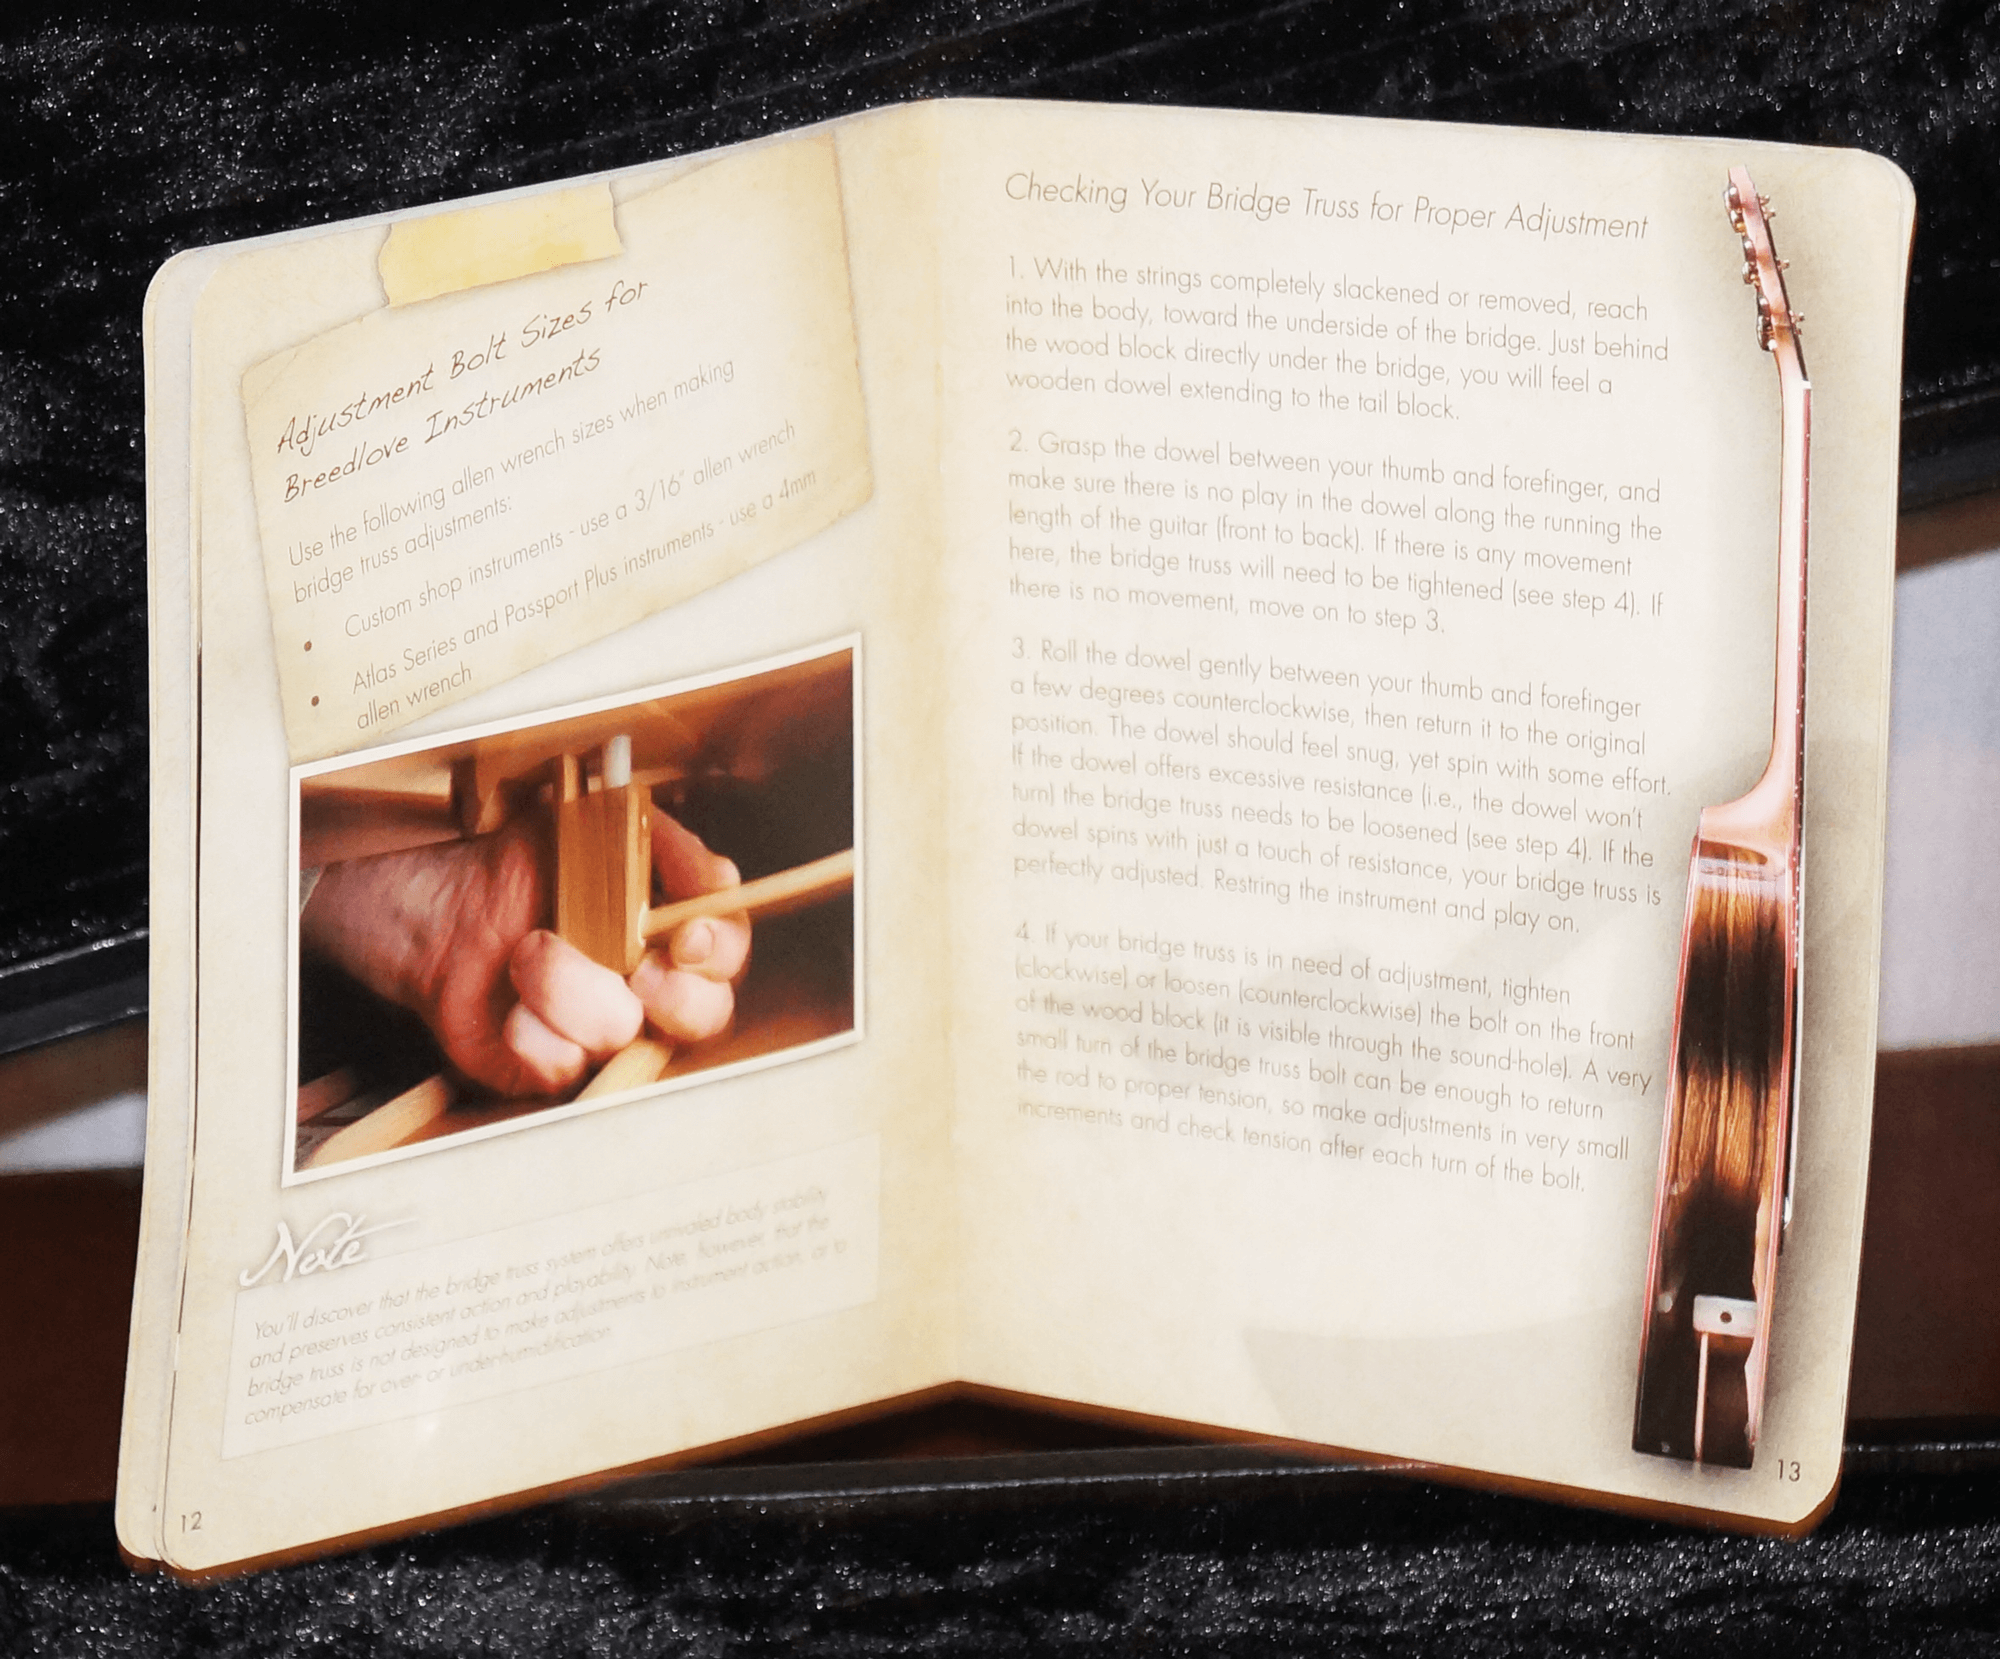 Adjustment Bolt Sizes for
Breedlove Instruments
Use the following allen wrench sizes when making
bridge truss adjustments:
• Custom shop instruments - use a 3/16" allen wrench
• Atlas Series and Passport Plus instruments - use a 4mm
allen wrench
Note
You'll discover that the bridge truss system offers unrivaled body stability
and preserves consistent action and playability. Note, however, that the
bridge truss is not designed to make adjustments to instrument action, or to
compensate for over- or under-humidification.
12
Checking Your Bridge Truss for Proper Adjustment
1. With the strings completely slackened or removed, reach
into the body, toward the underside of the bridge. Just behind
the wood block directly under the bridge, you will feel a
wooden dowel extending to the tail block.
2. Grasp the dowel between your thumb and forefinger, and
make sure there is no play in the dowel along the running the
length of the guitar (front to back). If there is any movement
here, the bridge truss will need to be tightened (see step 4). If
there is no movement, move on to step 3.
3. Roll the dowel gently between your thumb and forefinger
a few degrees counterclockwise, then return it to the original
position. The dowel should feel snug, yet spin with some effort.
If the dowel offers excessive resistance (i.e., the dowel won't
turn) the bridge truss needs to be loosened (see step 4). If the
dowel spins with just a touch of resistance, your bridge truss is
perfectly adjusted. Restring the instrument and play on.
4. If your bridge truss is in need of adjustment, tighten
(clockwise) or loosen (counterclockwise) the bolt on the front
of the wood block (it is visible through the sound-hole). A very
small turn of the bridge truss bolt can be enough to return
the rod to proper tension, so make adjustments in very small
increments and check tension after each turn of the bolt.
13